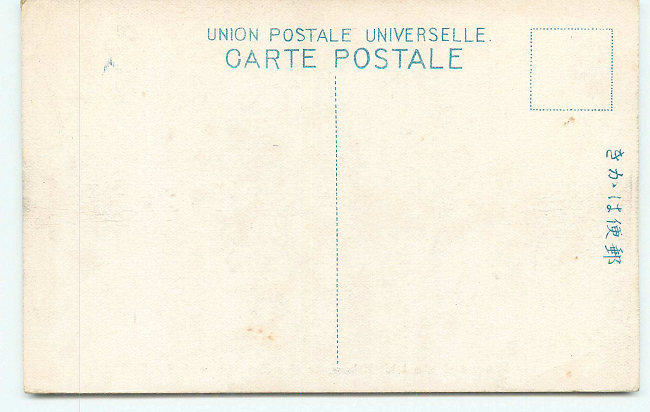 UNION POSTALE UNIVERSELLE.
CARTE POSTALE
郵便はかき